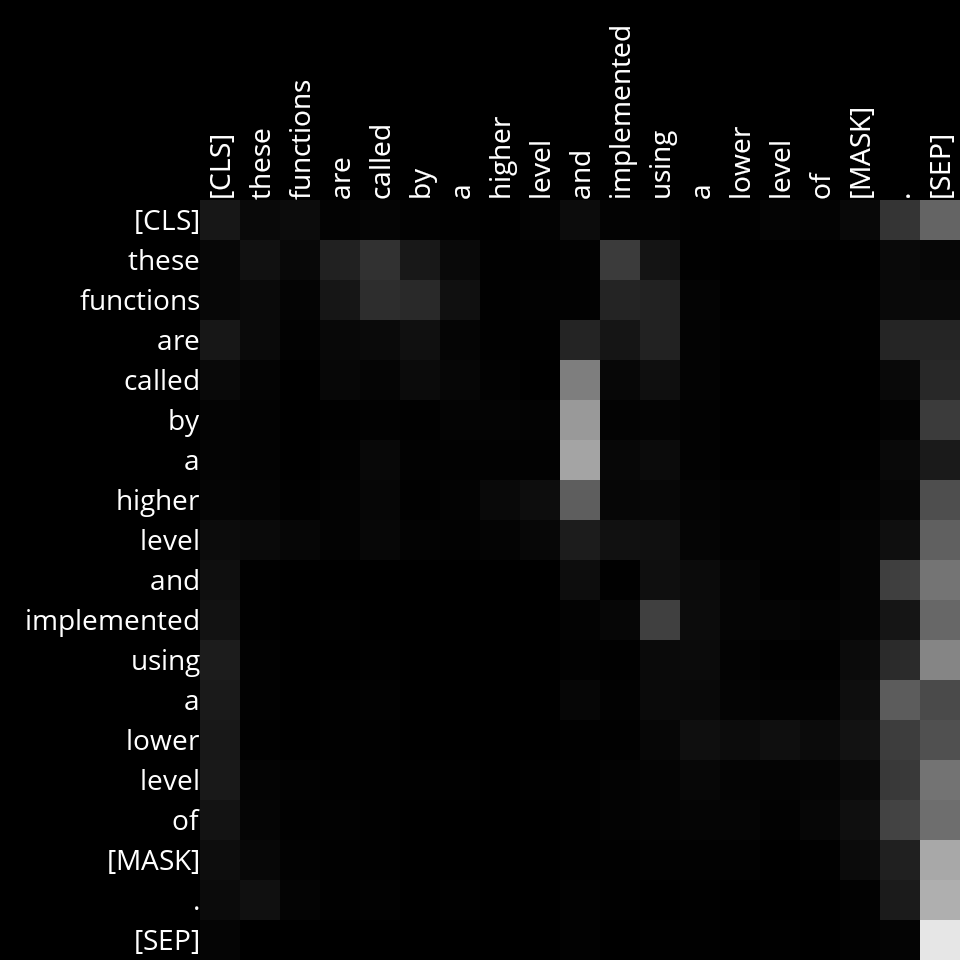 [CLS] these functions are called by a higher level and implemented using a lower level of [MASK] . [SEP]
[CLS]
these
functions
are
called
by
a
higher
level
and
implemented
using
a
lower
level
of
[MASK]
.
[SEP]